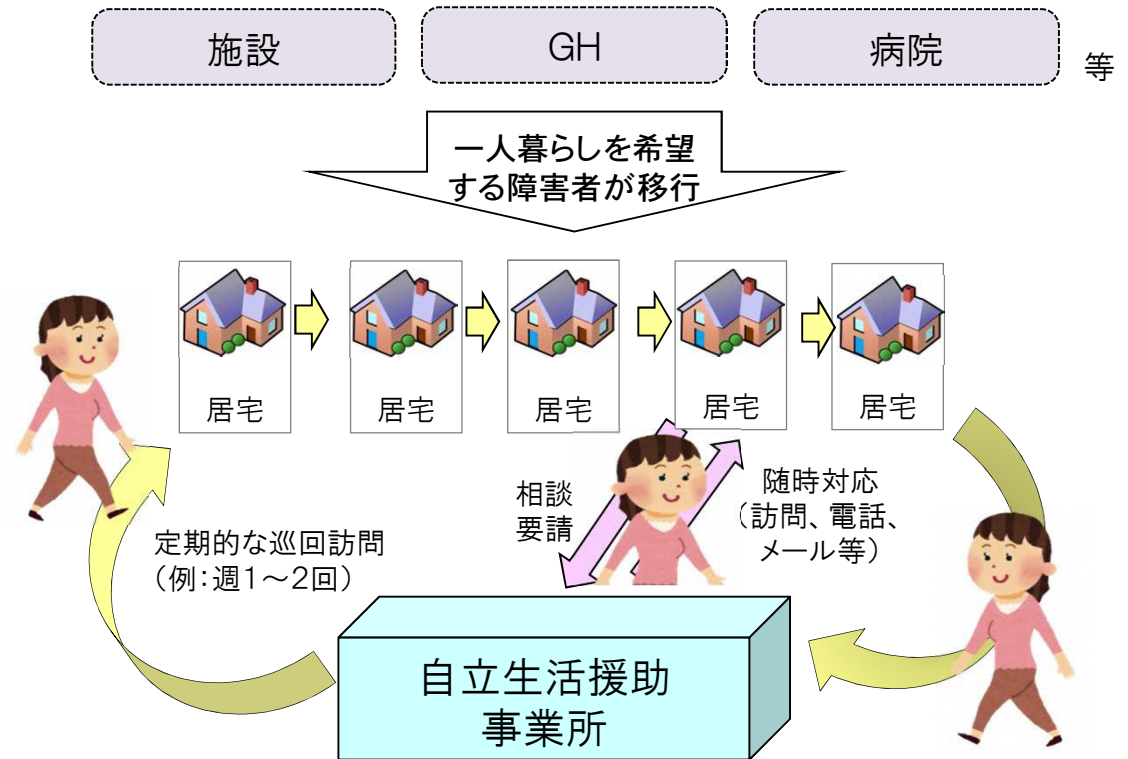 施設
GH
病院
等
一人暮らしを希望
する障害者が移行
居宅
居宅
居宅
居宅
居宅
相談
要請
随時対応
（訪問、電話、
メール等）
定期的な巡回訪問
（例：週１～２回）
自立生活援助
事業所